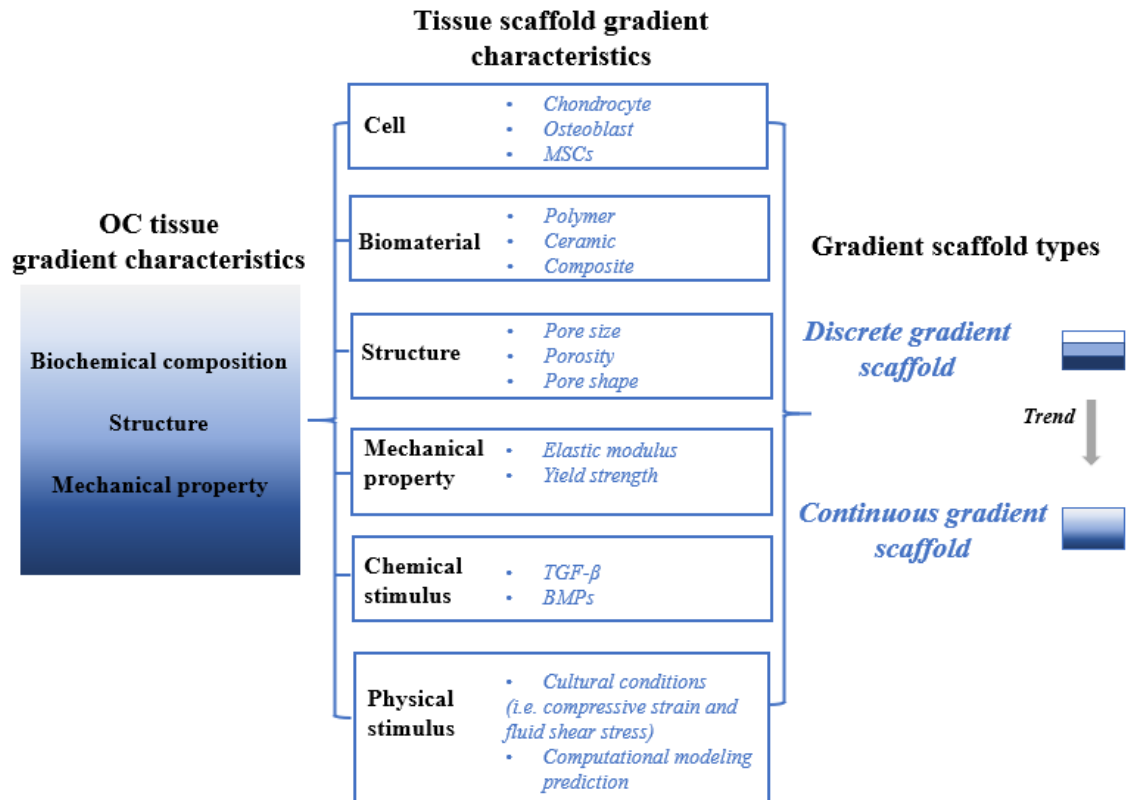 Tissue scaffold gradient
characteristics
OC tissue
gradient characteristics
Biochemical composition
Structure
Mechanical property
Cell
• Chondrocyte
• Osteoblast
• MSCs
Biomaterial
• Polymer
• Ceramic
• Composite
Structure
• Pore size
• Porosity
• Pore shape
Mechanical
property
• Elastic modulus
• Yield strength
Chemical
stimulus
• TGF-β
• BMPs
Physical
stimulus
• Cultural conditions
(i.e. compressive strain and
fluid shear stress)
• Computational modeling
prediction
Gradient scaffold types
Discrete gradient
scaffold
Trend
Continuous gradient
scaffold